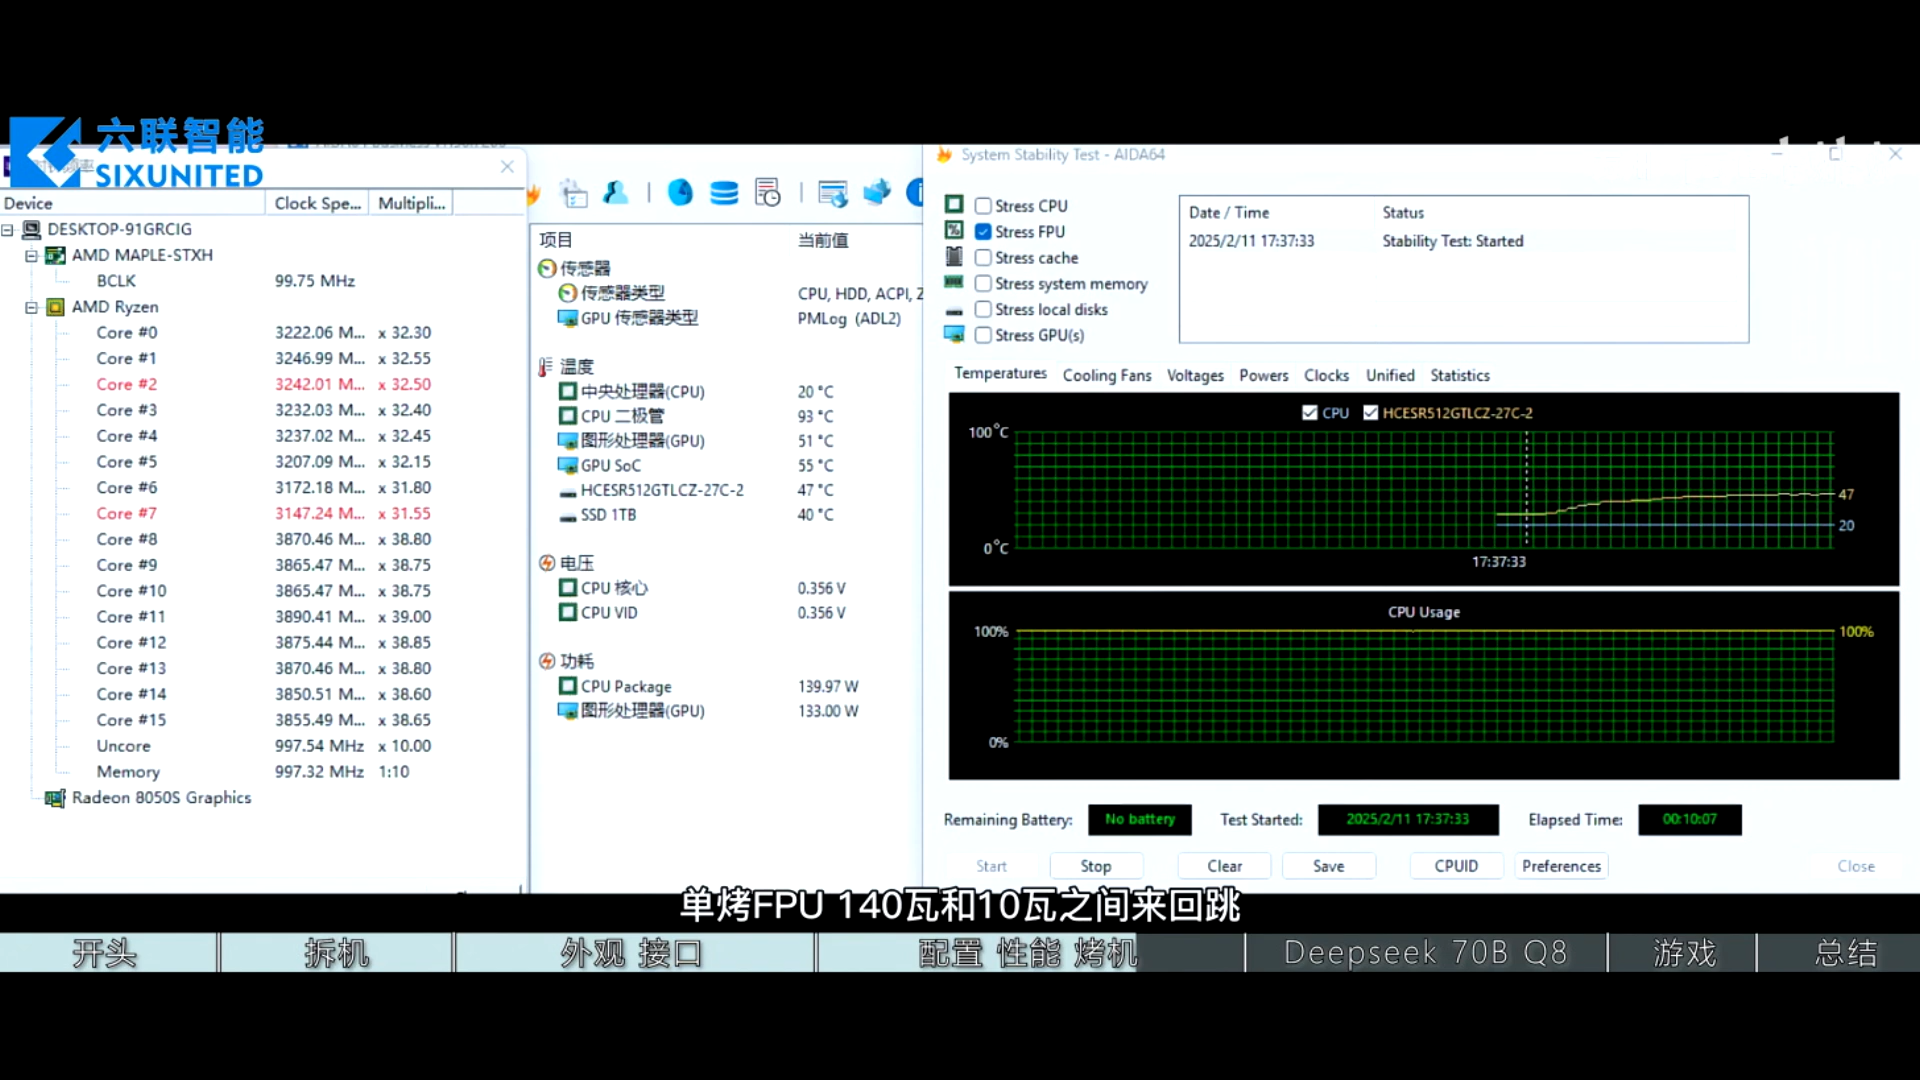 六联智能
SIXUNITED
Device Clock Spe... Multipli...
DESKTOP-91GRCIG
AMD MAPLE-STXH
BCLK 99.75 MHz
AMD Ryzen
Core #0 3222.06 M... x 32.30
Core #1 3246.99 M... x 32.55
Core #2 3242.01 M... x 32.50
Core #3 3232.03 M... x 32.40
Core #4 3237.02 M... x 32.45
Core #5 3207.09 M... x 32.15
Core #6 3172.18 M... x 31.80
Core #7 3147.24 M... x 31.55
Core #8 3870.46 M... x 38.80
Core #9 3865.47 M... x 38.75
Core #10 3865.47 M... x 38.75
Core #11 3890.41 M... x 39.00
Core #12 3875.44 M... x 38.85
Core #13 3870.46 M... x 38.80
Core #14 3850.51 M... x 38.60
Core #15 3855.49 M... x 38.65
Uncore 997.54 MHz x 10.00
Memory 997.32 MHz 1:10
Radeon 8050S Graphics
项目 当前值
传感器
传感器类型 CPU, HDD, ACPI, Z
GPU 传感器类型 PMLog (ADL2)
温度
中央处理器(CPU) 20 °C
CPU 二极管 93 °C
图形处理器(GPU) 51 °C
GPU SoC 55 °C
HCESR512GTLCZ-27C-2 47 °C
SSD 1TB 40 °C
电压
CPU 核心 0.356 V
CPU VID 0.356 V
功耗
CPU Package 139.97 W
图形处理器(GPU) 133.00 W
System Stability Test - AIDA64
Stress CPU
Stress FPU
Stress cache
Stress system memory
Stress local disks
Stress GPU(s)
Date / Time Status
2025/2/11 17:37:33 Stability Test: Started
Temperatures Cooling Fans Voltages Powers Clocks Unified Statistics
CPU HCESR512GTLCZ-27C-2
100°C
47
20
0°C
17:37:33
CPU Usage
100% 100%
0%
Remaining Battery: No battery Test Started: 2025/2/11 17:37:33 Elapsed Time: 00:10:07
Start Stop Clear Save CPUID Preferences Close
单烤FPU 140瓦和10瓦之间来回跳
开头 拆机 外观 接口 配置 性能 烤机 Deepseek 70B Q8 游戏 总结